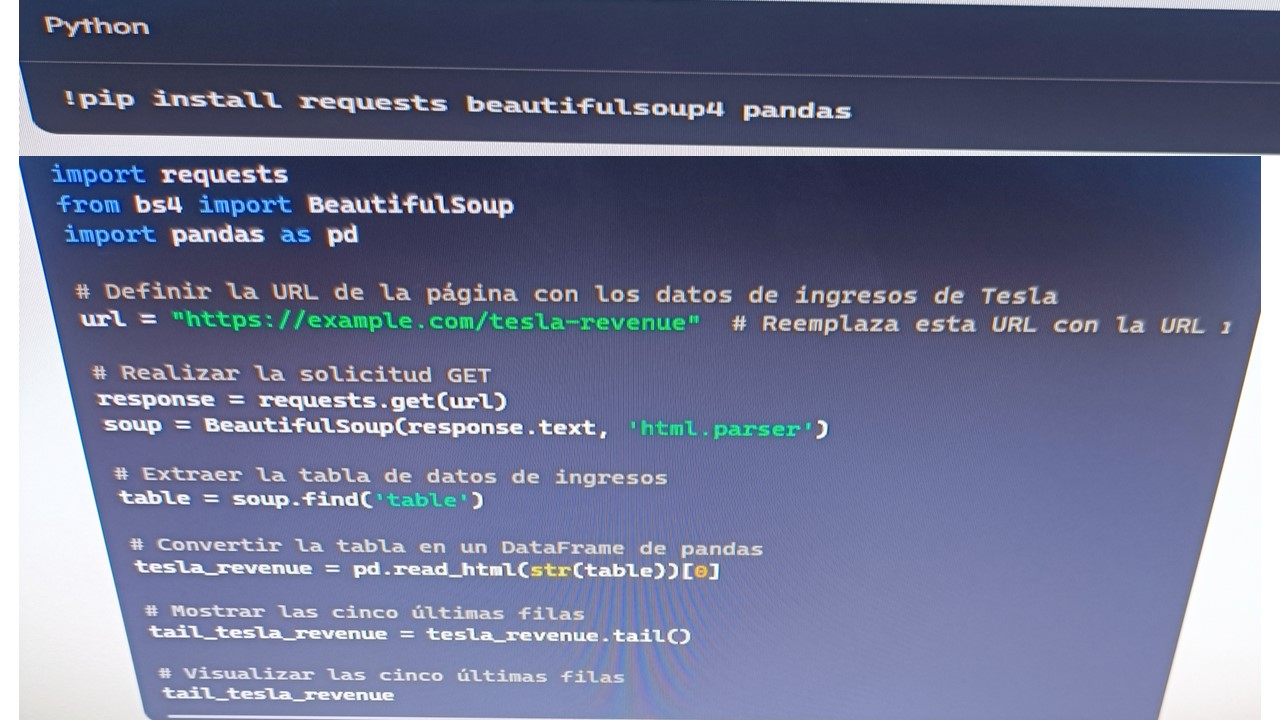 Python
!pip install requests beautifulsoup4 pandas
import requests
from bs4 import BeautifulSoup
import pandas as pd
# Definir la URL de la página con los datos de ingresos de Tesla
url = "https://example.com/tesla-revenue"  # Reemplaza esta URL con la URL
# Realizar la solicitud GET
response = requests.get(url)
soup = BeautifulSoup(response.text, 'html.parser')
# Extraer la tabla de datos de ingresos
table = soup.find('table')
# Convertir la tabla en un DataFrame de pandas
tesla_revenue = pd.read_html(str(table))[0]
# Mostrar las cinco últimas filas
tail_tesla_revenue = tesla_revenue.tail()
# Visualizar las cinco últimas filas
tail_tesla_revenue